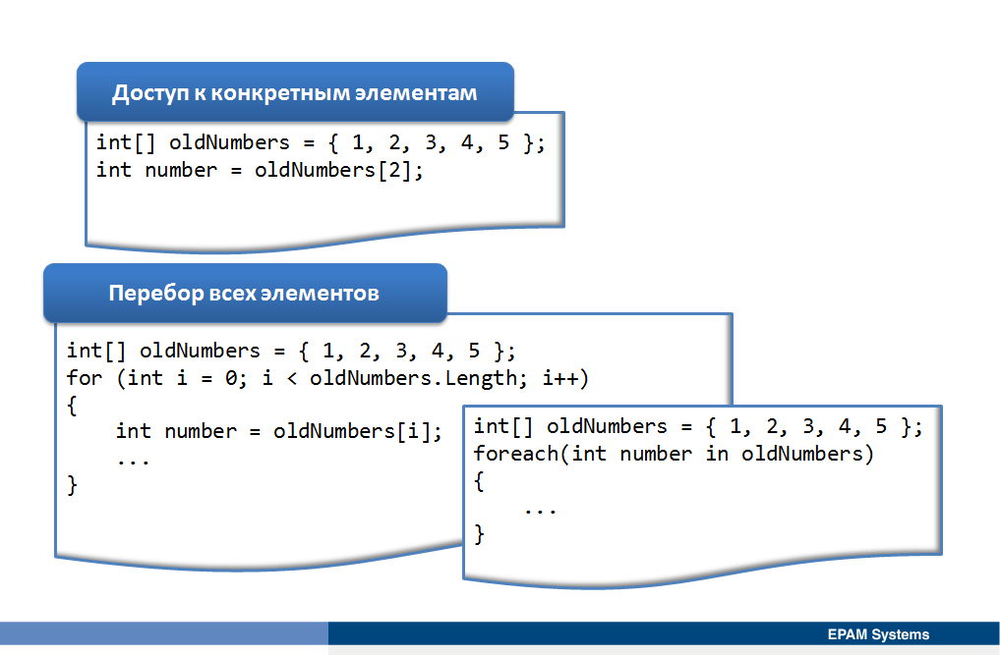 Доступ к конкретным элементам
int[] oldNumbers = { 1, 2, 3, 4, 5 };
int number = oldNumbers[2];
Перебор всех элементов
int[] oldNumbers = { 1, 2, 3, 4, 5 };
for (int i = 0; i < oldNumbers.Length; i++)
{
    int number = oldNumbers[i];
    ...
}
int[] oldNumbers = { 1, 2, 3, 4, 5 };
foreach(int number in oldNumbers)
{
    ...
}
EPAM Systems